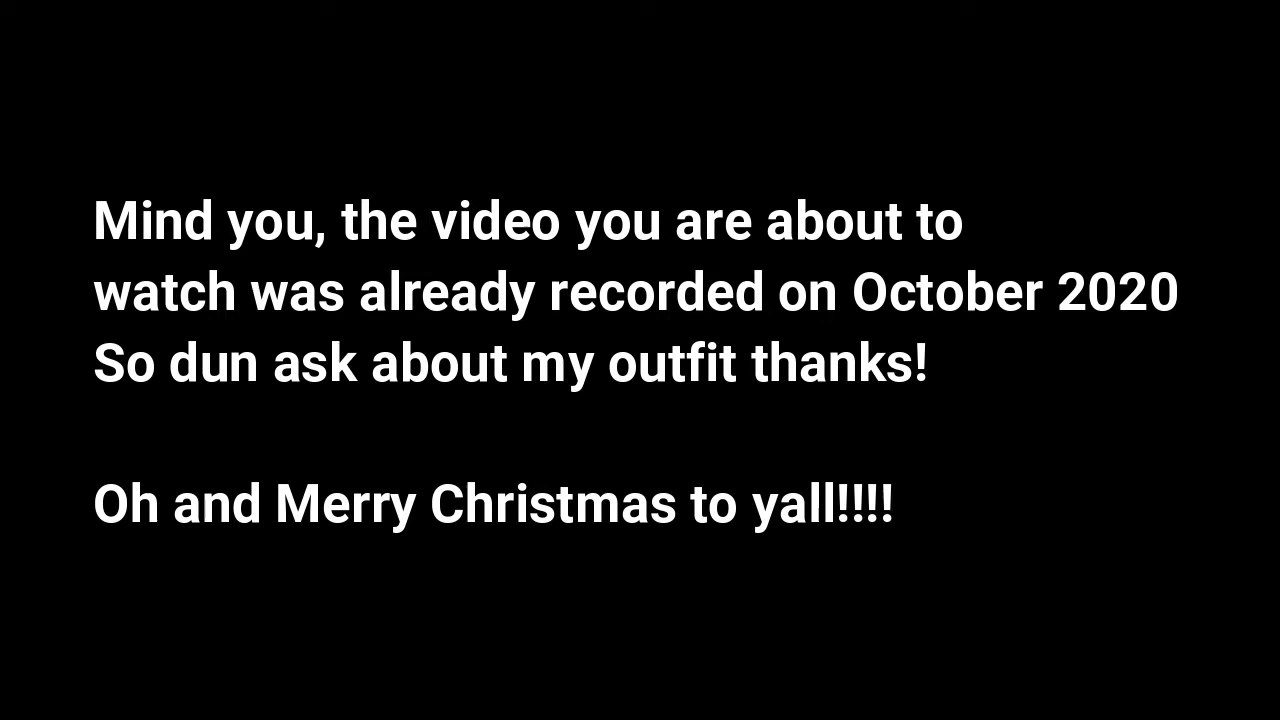 Mind you, the video you are about to
watch was already recorded on October 2020
So dun ask about my outfit thanks!
Oh and Merry Christmas to yall!!!!